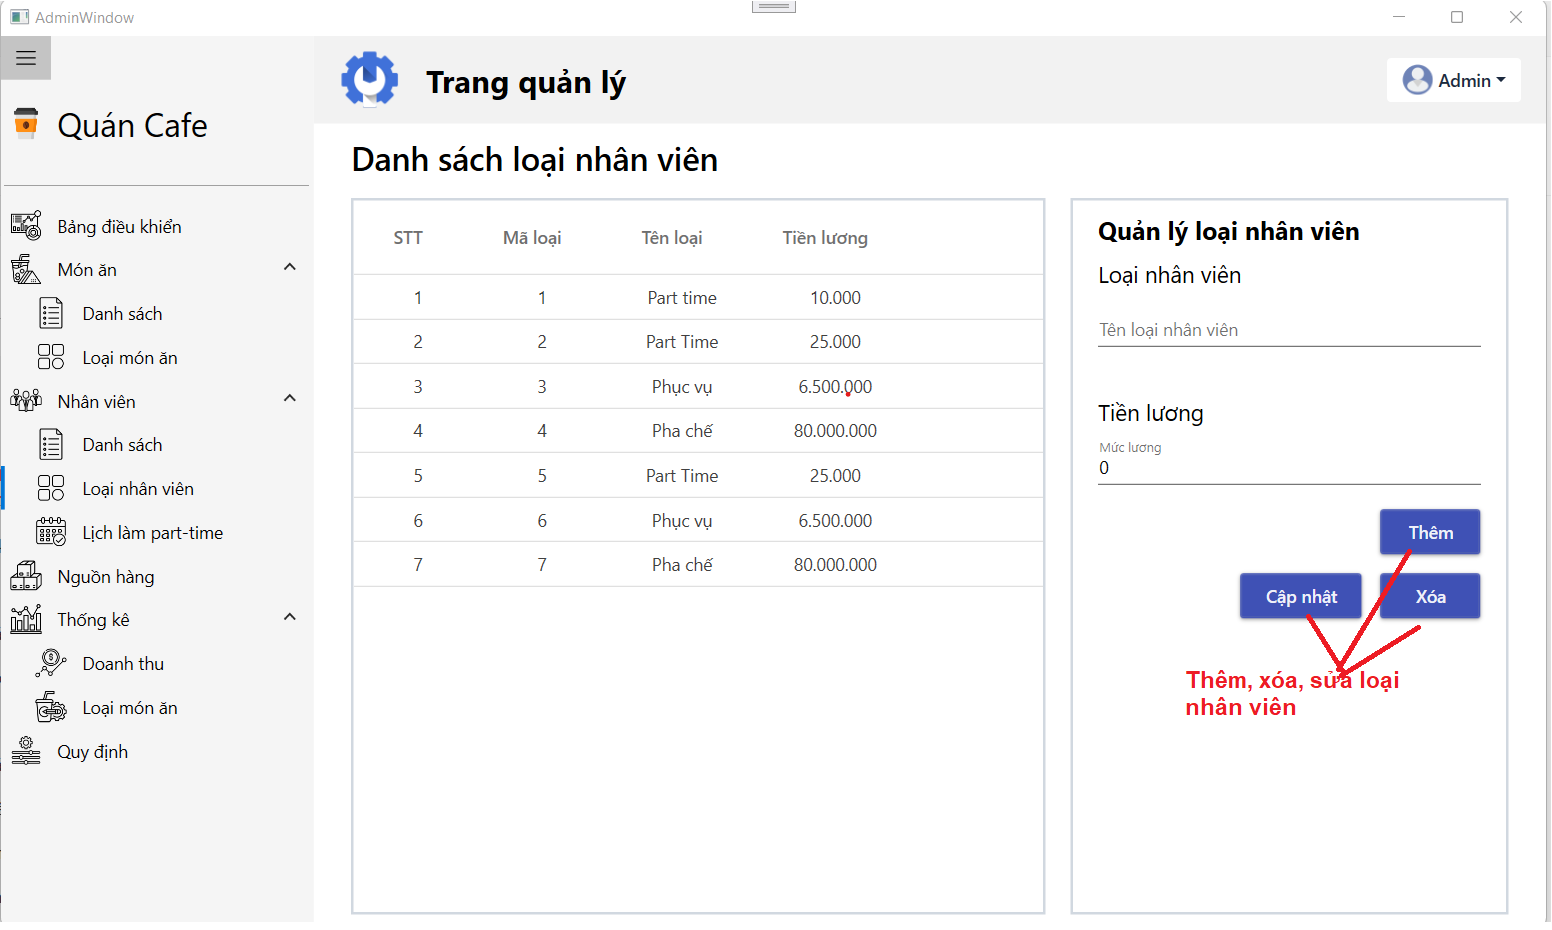 AdminWindow
Quán Cafe
Bảng điều khiển
Món ăn
Danh sách
Loại món ăn
Nhân viên
Danh sách
Loại nhân viên
Lịch làm part-time
Nguồn hàng
Thống kê
Doanh thu
Loại món ăn
Quy định
Trang quản lý
Admin
Danh sách loại nhân viên
STT Mã loại Tên loại Tiền lương
1 1 Part time 10.000
2 2 Part Time 25.000
3 3 Phục vụ 6.500.000
4 4 Pha chế 80.000.000
5 5 Part Time 25.000
6 6 Phục vụ 6.500.000
7 7 Pha chế 80.000.000
Quản lý loại nhân viên
Loại nhân viên
Tên loại nhân viên
Tiền lương
Mức lương
0
Thêm
Cập nhật Xóa
Thêm, xóa, sửa loại
nhân viên